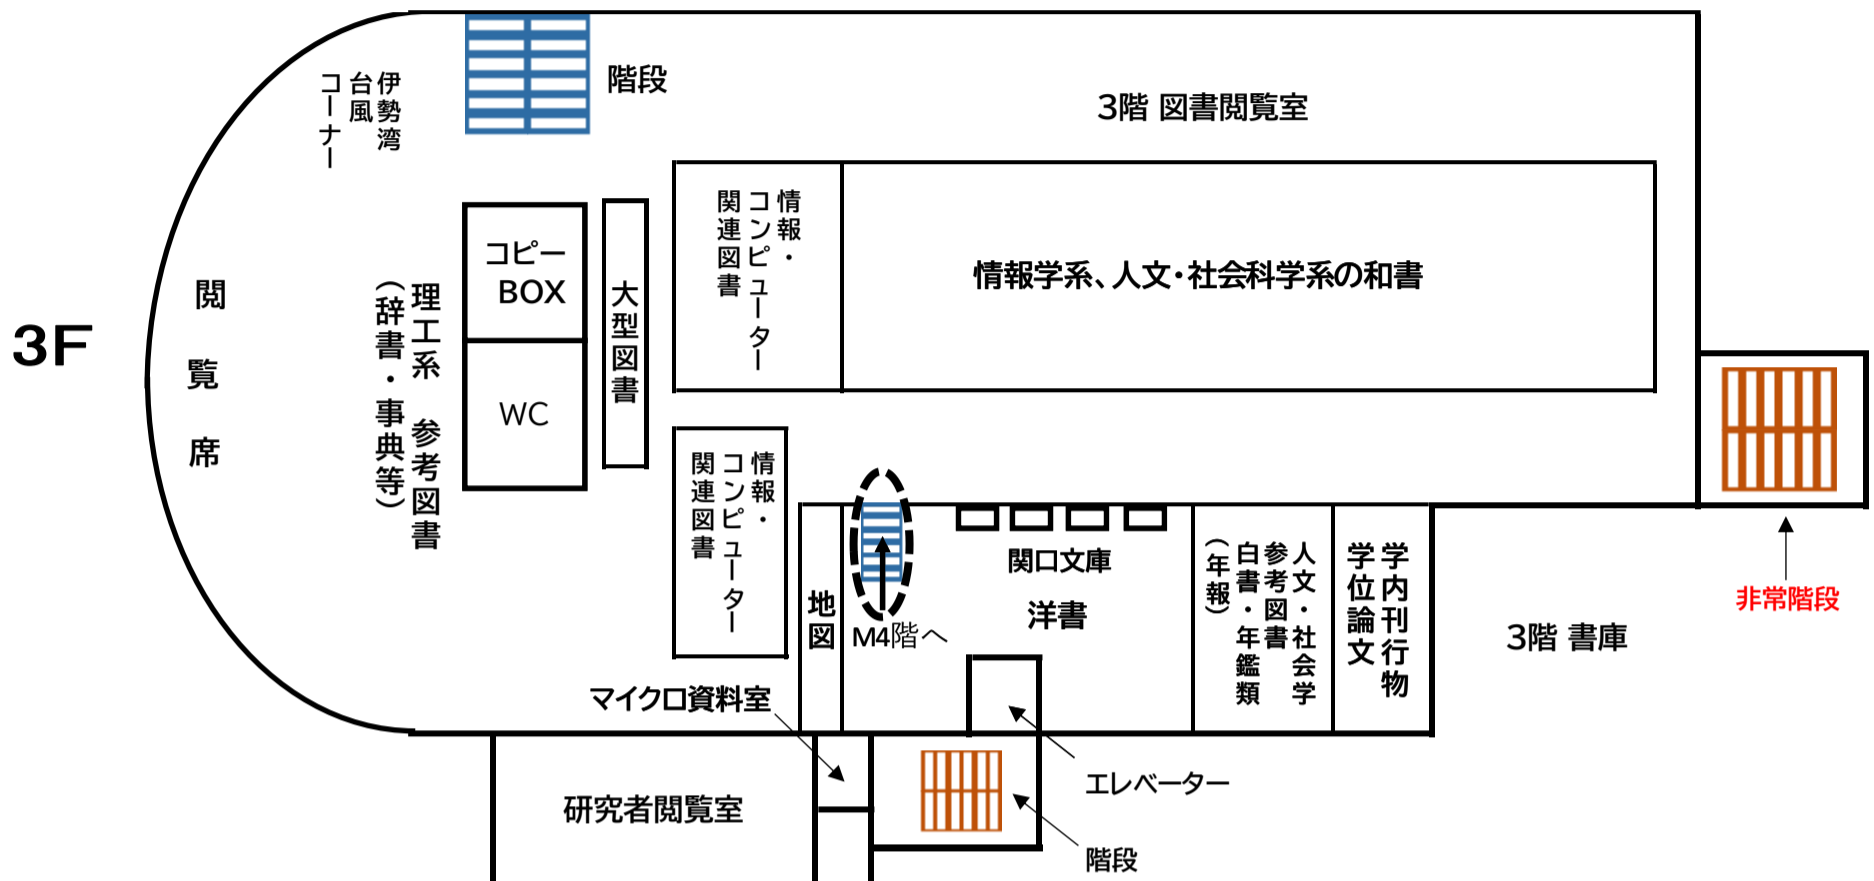 3F
伊勢湾
台風
コーナー
階段
3階 図書閲覧室
閲覧席
理工系 参考図書
(辞書・事典等)
コピー
BOX
WC
大型図書
情報・
コンピューター
関連図書
情報学系、人文・社会科学系の和書
情報・
コンピューター
関連図書
地図
M4階へ
関口文庫
洋書
人文・社会学
参考図書
白書・年鑑類
(年報)
学内刊行物
学位論文
3階 書庫
非常階段
マイクロ資料室
研究者閲覧室
エレベーター
階段